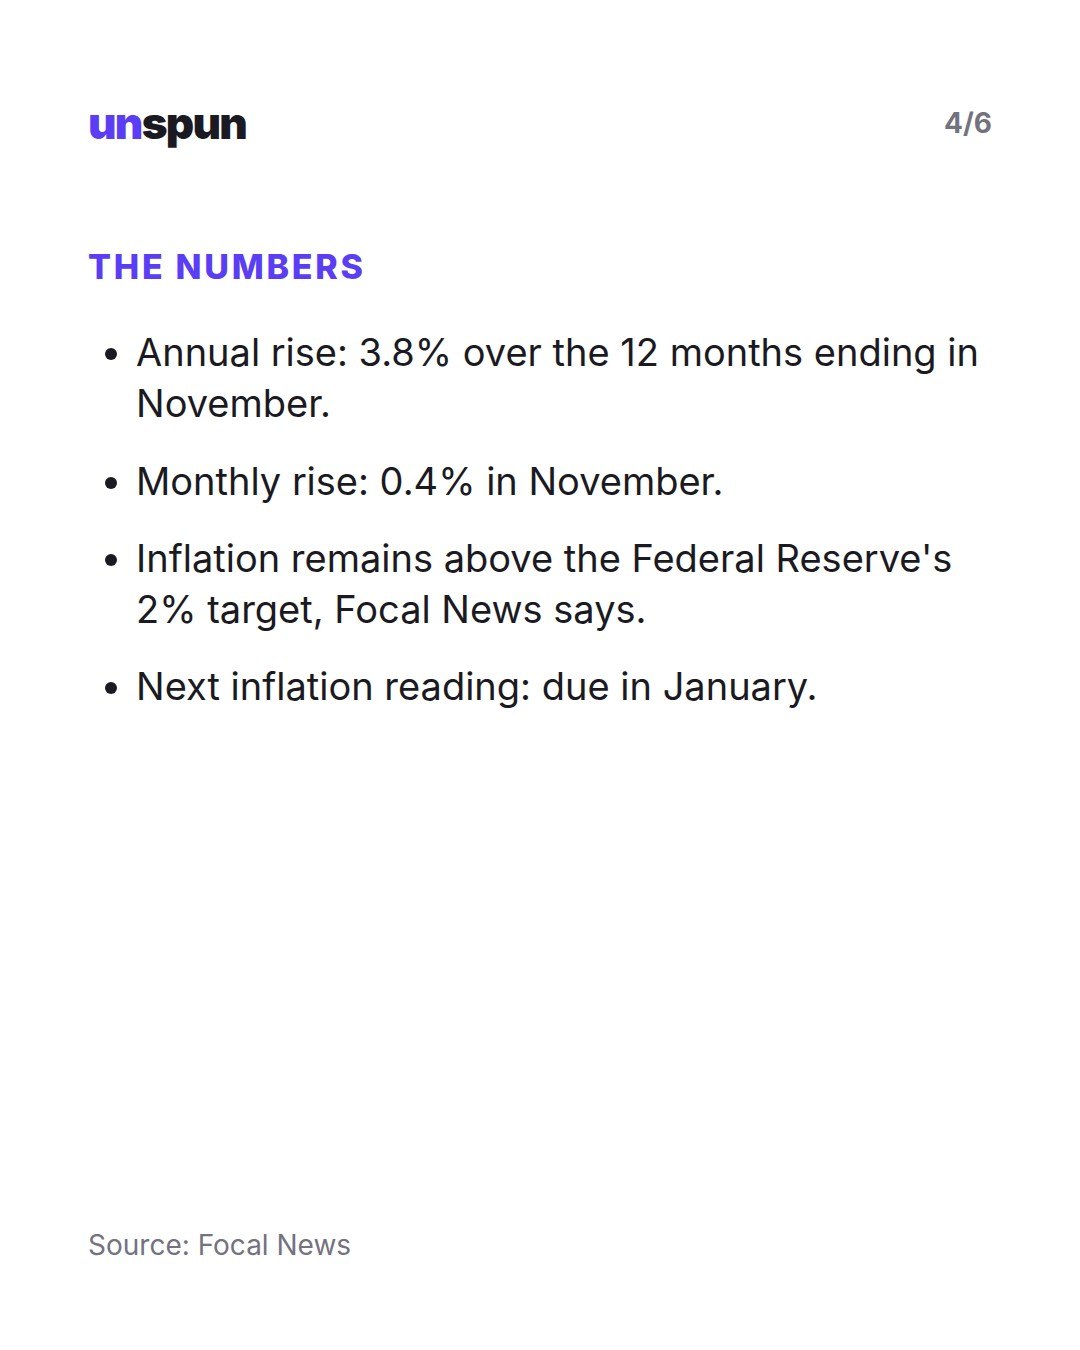 unspun
4/6
THE NUMBERS
• Annual rise: 3.8% over the 12 months ending in
November.
• Monthly rise: 0.4% in November.
• Inflation remains above the Federal Reserve's
2% target, Focal News says.
• Next inflation reading: due in January.
Source: Focal News